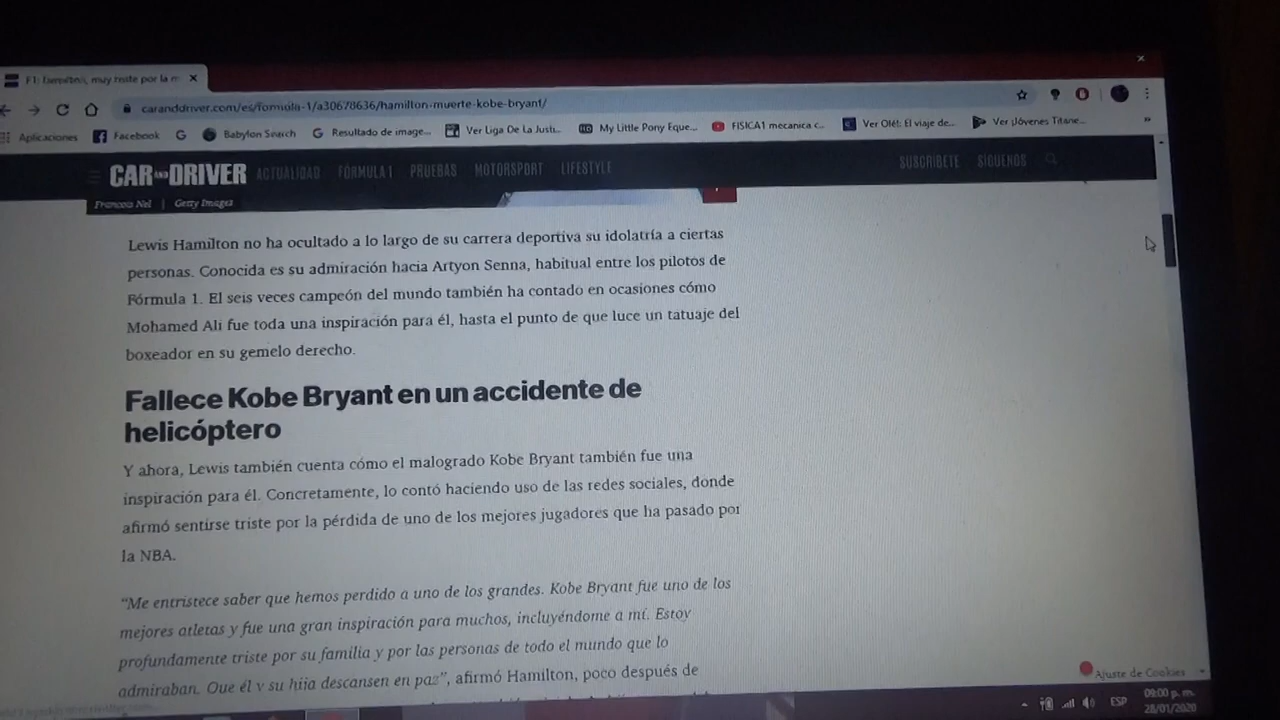 F1: Hamilton, muy triste por la m
caranddriver.com/es/formula-1/a30678636/hamilton-muerte-kobe-bryant/
Aplicaciones Facebook G Babylon Search Resultado de image... Ver Liga De La Justi... My Little Pony Eque... FISICA1 mecanica c... Ver Olé!: El viaje de... Ver ¡Jóvenes Titane... »
CAR AND DRIVER ACTUALIDAD FÓRMULA 1 PRUEBAS MOTORSPORT LIFESTYLE SUSCRÍBETE SÍGUENOS
Francois Nel | Getty Images
Lewis Hamilton no ha ocultado a lo largo de su carrera deportiva su idolatría a ciertas
personas. Conocida es su admiración hacia Artyon Senna, habitual entre los pilotos de
Fórmula 1. El seis veces campeón del mundo también ha contado en ocasiones cómo
Mohamed Ali fue toda una inspiración para él, hasta el punto de que luce un tatuaje del
boxeador en su gemelo derecho.
Fallece Kobe Bryant en un accidente de
helicóptero
Y ahora, Lewis también cuenta cómo el malogrado Kobe Bryant también fue una
inspiración para él. Concretamente, lo contó haciendo uso de las redes sociales, donde
afirmó sentirse triste por la pérdida de uno de los mejores jugadores que ha pasado por
la NBA.
“Me entristece saber que hemos perdido a uno de los grandes. Kobe Bryant fue uno de los
mejores atletas y fue una gran inspiración para muchos, incluyéndome a mí. Estoy
profundamente triste por su familia y por las personas de todo el mundo que lo
admiraban. Que él y su hija descansen en paz”, afirmó Hamilton, poco después de
Ajuste de Cookies
ESP 09:00 p. m.
28/01/2020